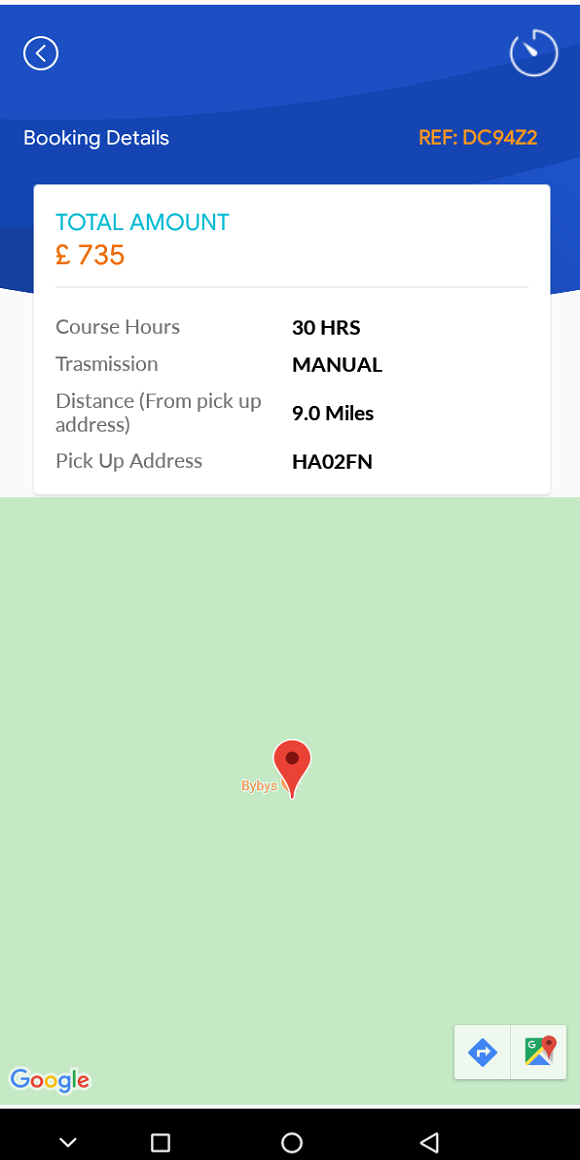 Booking Details
REF: DC94Z2
TOTAL AMOUNT
£ 735
Course Hours 30 HRS
Trasmission MANUAL
Distance (From pick up
address) 9.0 Miles
Pick Up Address HA02FN
Bybys
G
Google